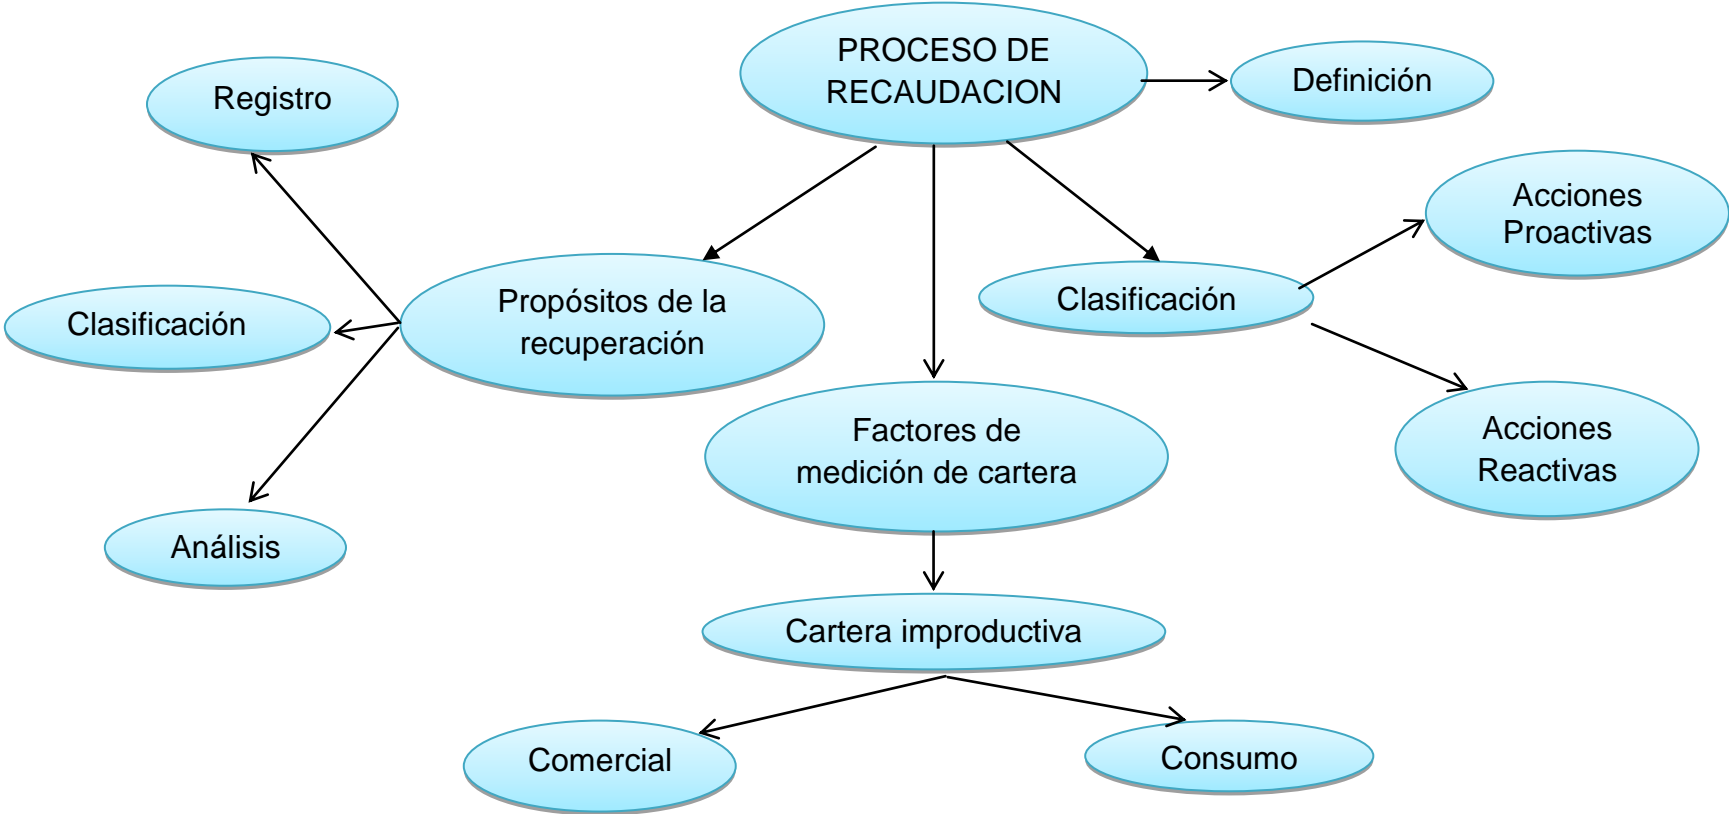 PROCESO DE
RECAUDACION
Definición
Registro
Acciones
Proactivas
Propósitos de la
recuperación
Clasificación
Clasificación
Factores de
medición de cartera
Acciones
Reactivas
Análisis
Cartera improductiva
Comercial
Consumo